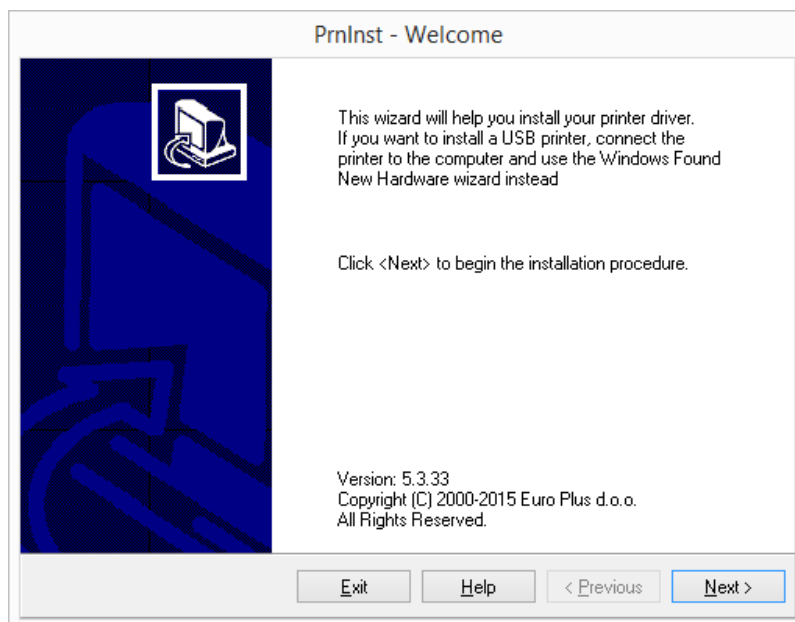 PrnInst - Welcome
This wizard will help you install your printer driver.
If you want to install a USB printer, connect the
printer to the computer and use the Windows Found
New Hardware wizard instead
Click <Next> to begin the installation procedure.
Version: 5.3.33
Copyright (C) 2000-2015 Euro Plus d.o.o.
All Rights Reserved.
Exit Help < Previous Next >